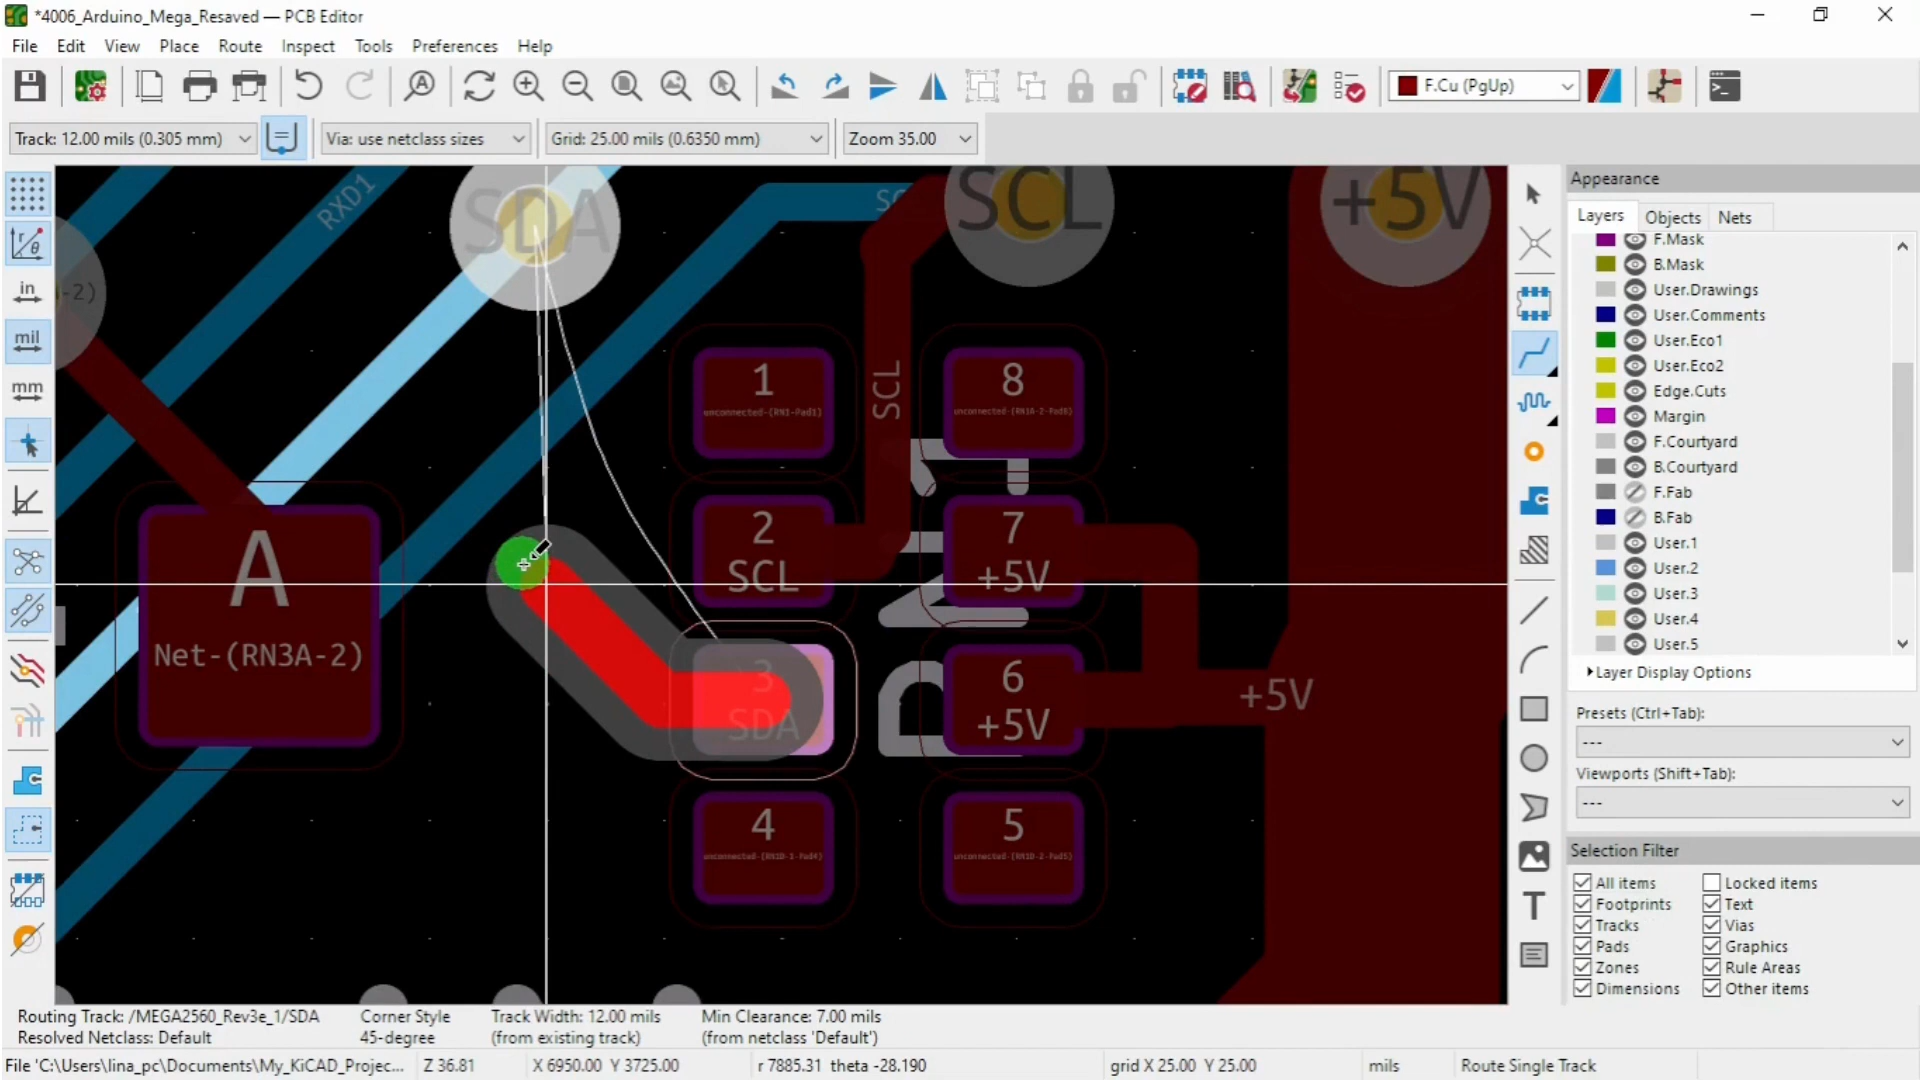 *4006_Arduino_Mega_Resaved — PCB Editor
File Edit View Place Route Inspect Tools Preferences Help
F.Cu (PgUp)
Track: 12.00 mils (0.305 mm) Via: use netclass sizes Grid: 25.00 mils (0.6350 mm) Zoom 35.00
in
mil
mm
RXD1
SDA
SCL
+5V
-2)
SCL
1
unconnected-(RN1-Pad1)
8
2
SCL
7
+5V
3
SDA
6
+5V
+5V
4
5
A
Net-(RN3A-2)
Appearance
Layers Objects Nets
F.Mask
B.Mask
User.Drawings
User.Comments
User.Eco1
User.Eco2
Edge.Cuts
Margin
F.Courtyard
B.Courtyard
F.Fab
B.Fab
User.1
User.2
User.3
User.4
User.5
Layer Display Options
Presets (Ctrl+Tab):
---
Viewports (Shift+Tab):
---
Selection Filter
All items Locked items
Footprints Text
Tracks Vias
Pads Graphics
Zones Rule Areas
Dimensions Other items
Routing Track: /MEGA2560_Rev3e_1/SDA Corner Style Track Width: 12.00 mils Min Clearance: 7.00 mils
Resolved Netclass: Default 45-degree (from existing track) (from netclass 'Default')
File 'C:\Users\lina_pc\Documents\My_KiCAD_Projec... Z 36.81 X 6950.00 Y 3725.00 r 7885.31 theta -28.190 grid X 25.00 Y 25.00 mils Route Single Track